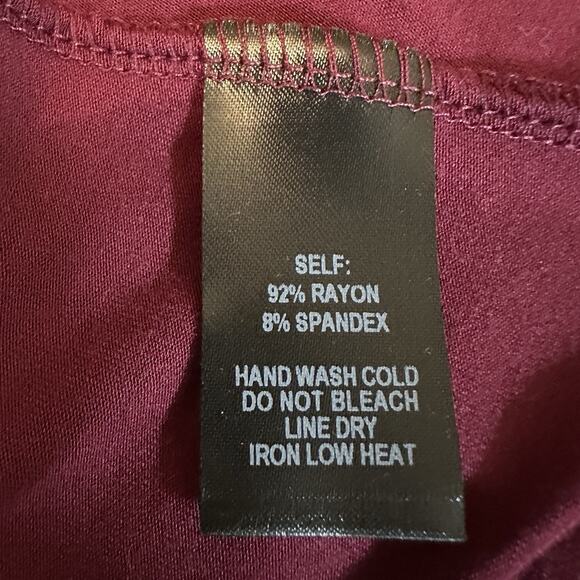 SELF:
92% RAYON
8% SPANDEX
HAND WASH COLD
DO NOT BLEACH
LINE DRY
IRON LOW HEAT